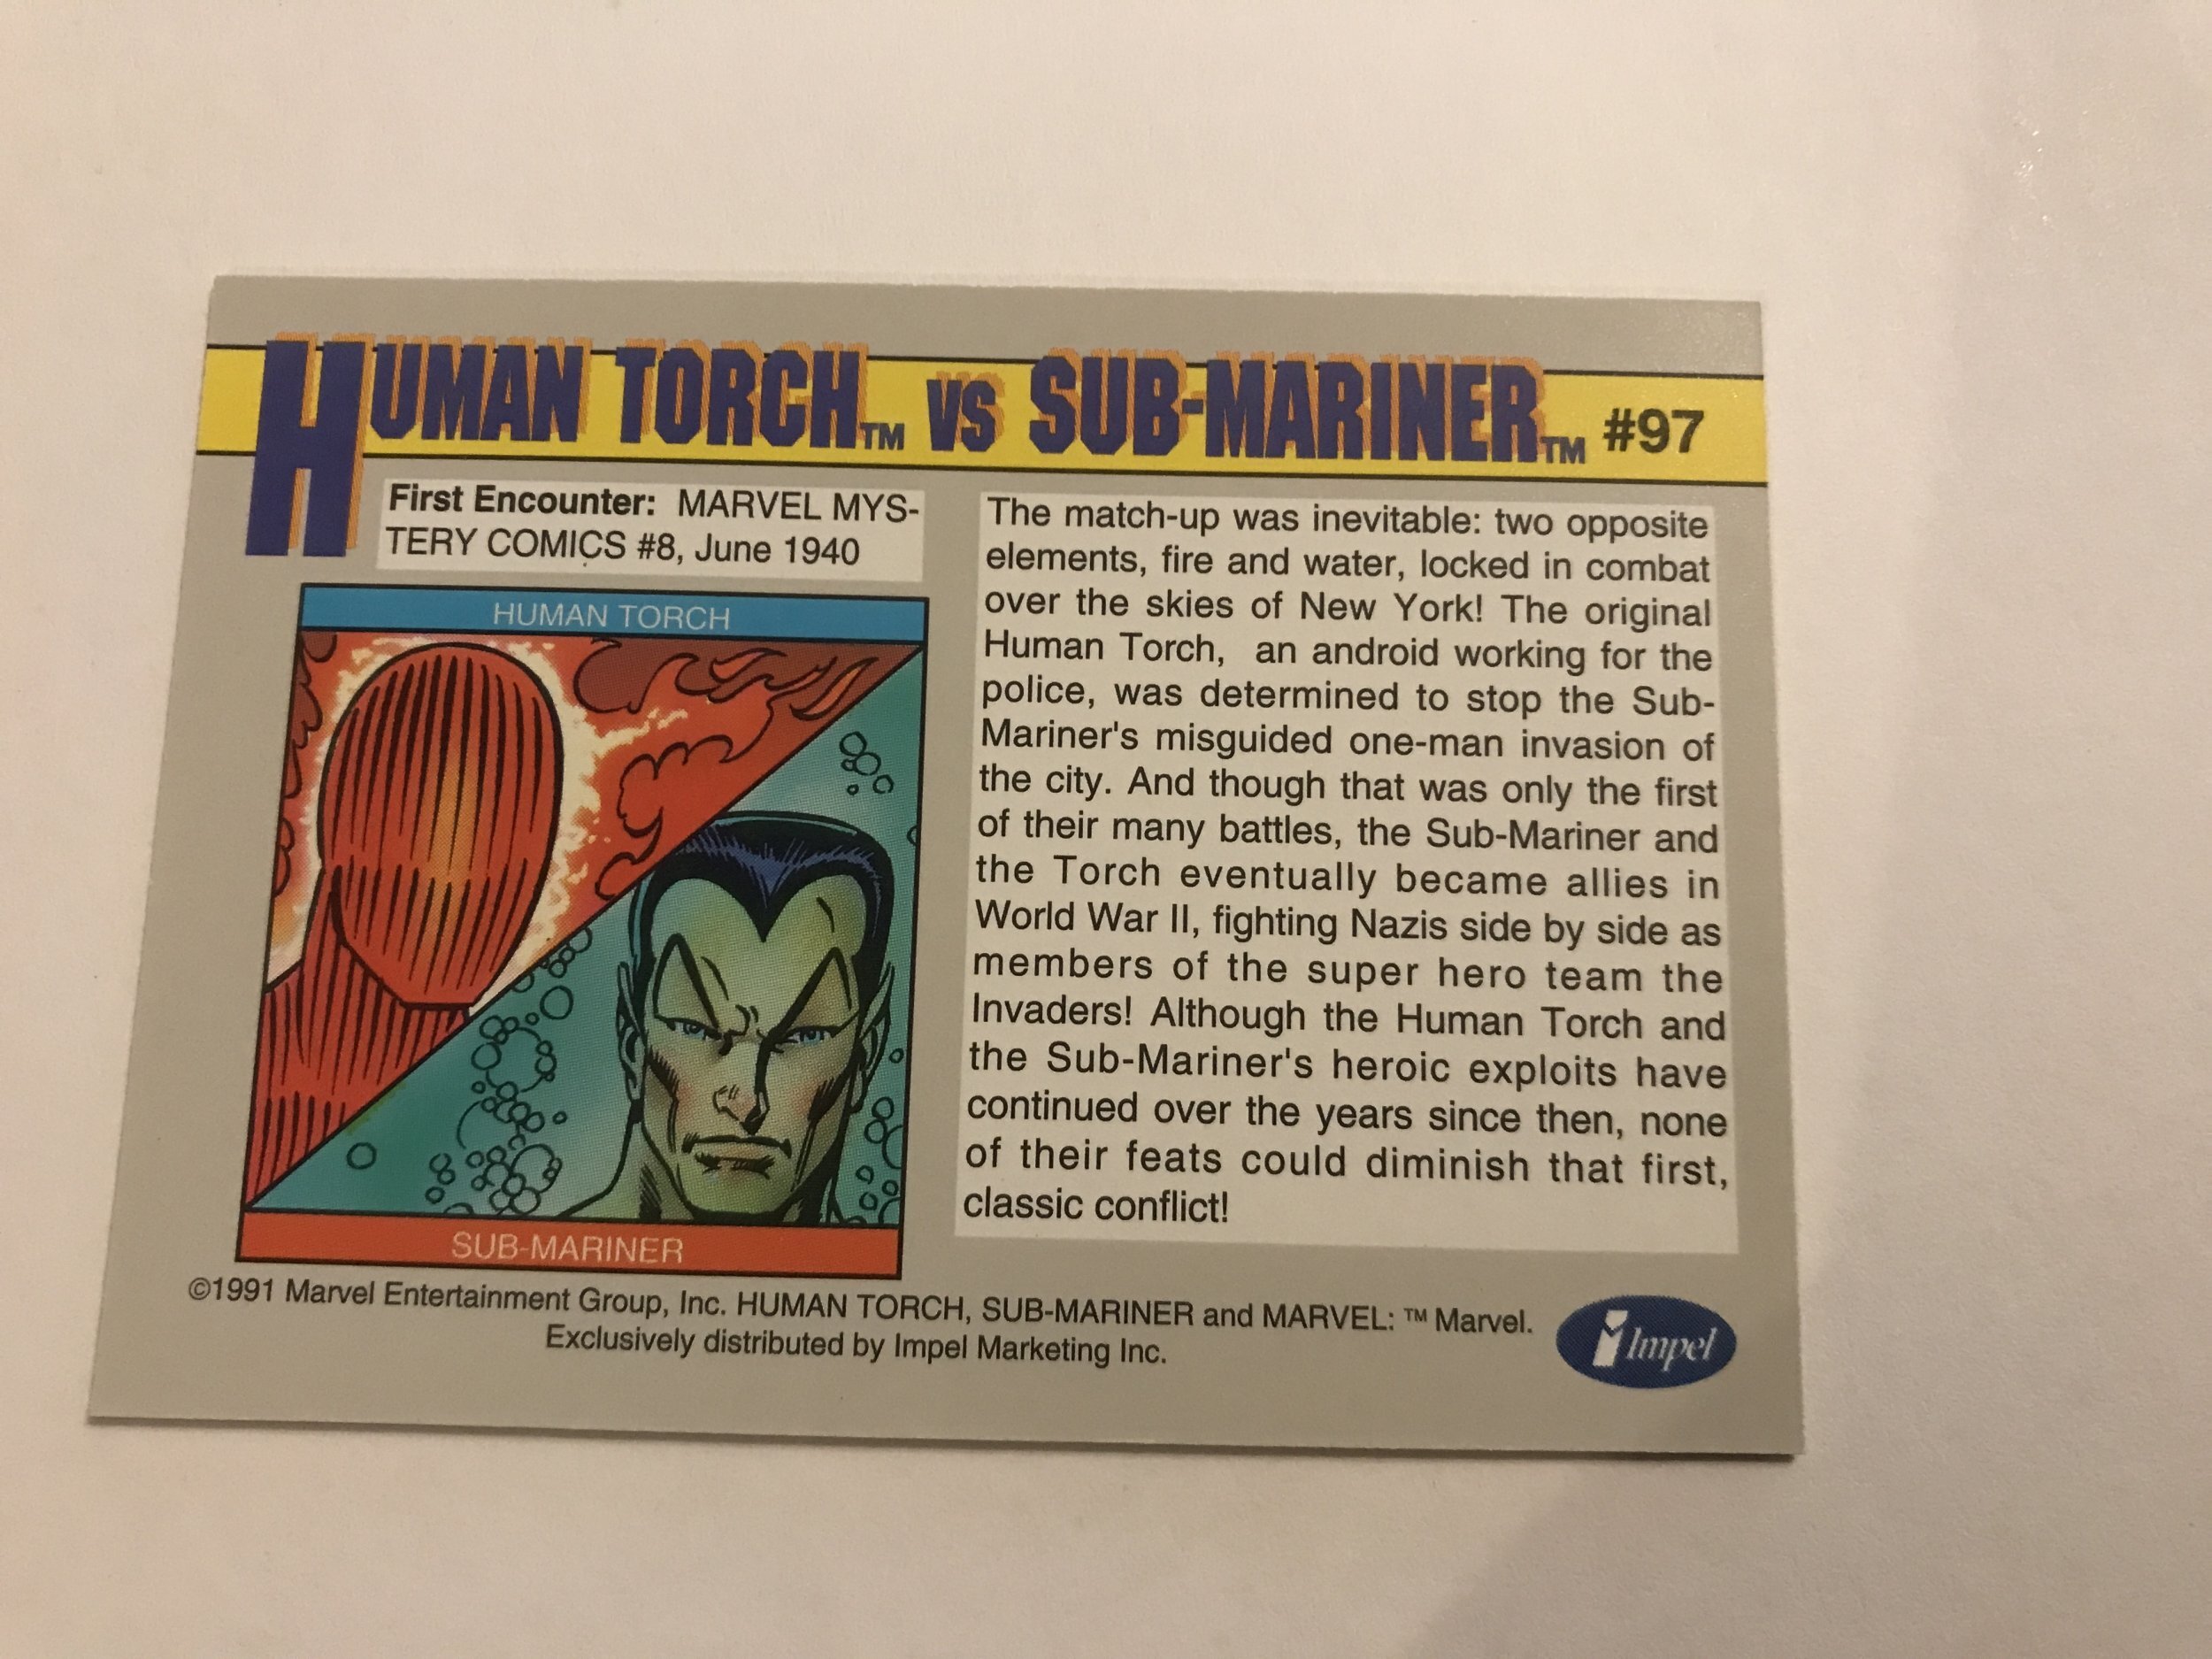 HUMAN TORCH™ VS SUB-MARINER™ #97
First Encounter: MARVEL MYS-
TERY COMICS #8, June 1940
HUMAN TORCH
SUB-MARINER
The match-up was inevitable: two opposite
elements, fire and water, locked in combat
over the skies of New York! The original
Human Torch, an android working for the
police, was determined to stop the Sub-
Mariner's misguided one-man invasion of
the city. And though that was only the first
of their many battles, the Sub-Mariner and
the Torch eventually became allies in
World War II, fighting Nazis side by side as
members of the super hero team the
Invaders! Although the Human Torch and
the Sub-Mariner's heroic exploits have
continued over the years since then, none
of their feats could diminish that first,
classic conflict!
©1991 Marvel Entertainment Group, Inc. HUMAN TORCH, SUB-MARINER and MARVEL: ™ Marvel.
Exclusively distributed by Impel Marketing Inc.
Impel